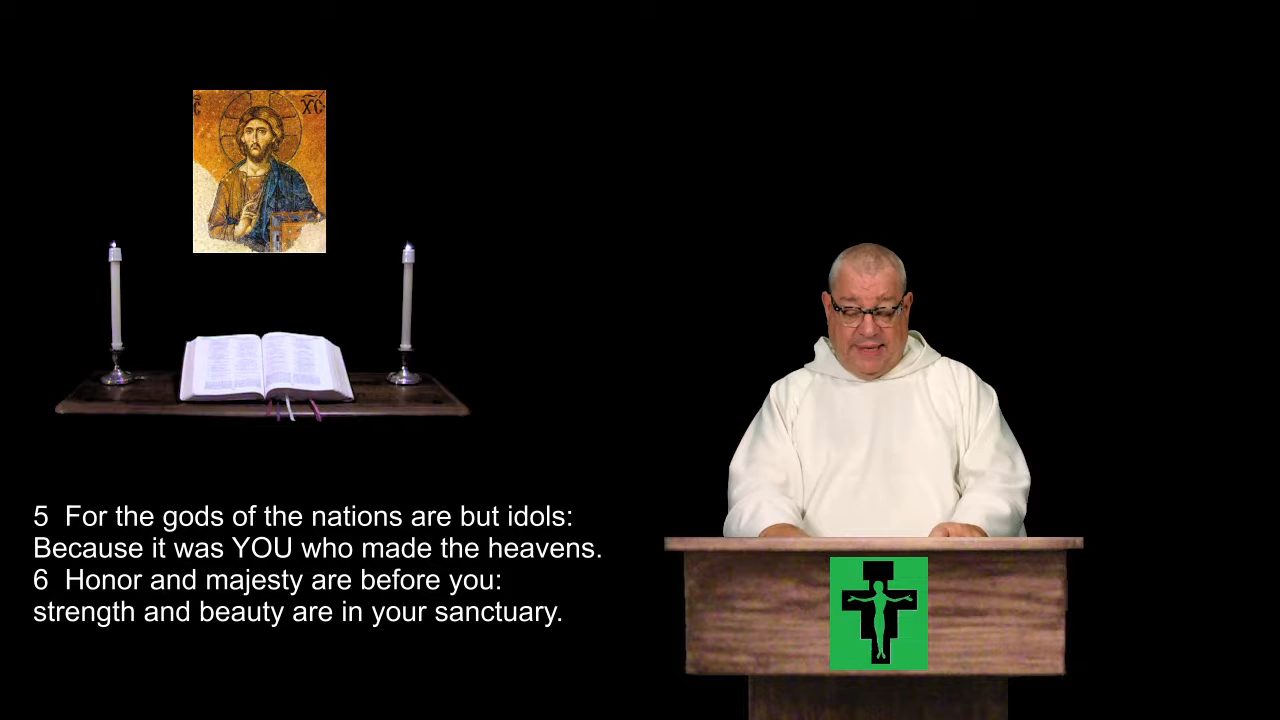 XC
5 For the gods of the nations are but idols:
Because it was YOU who made the heavens.
6 Honor and majesty are before you:
strength and beauty are in your sanctuary.